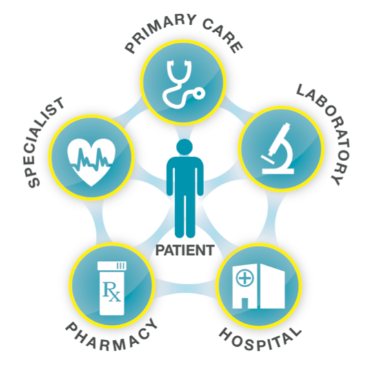 PRIMARY CARE
SPECIALIST
LABORATORY
PATIENT
Rx
PHARMACY
HOSPITAL